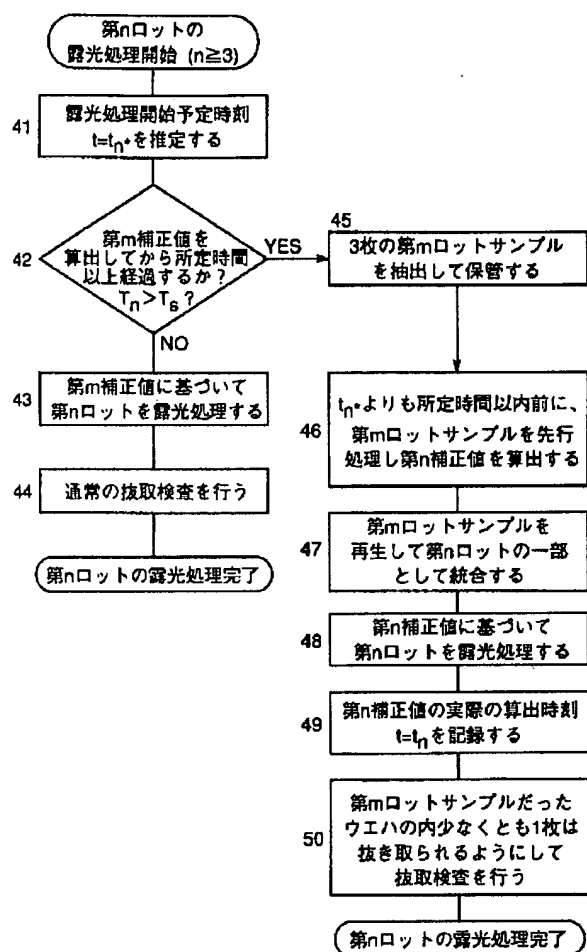 第nロットの
露光処理開始 (n≧3)
41
露光処理開始予定時刻
t=tn*を推定する
42
第m補正値を
算出してから所定時間
以上経過するか?
Tn>Ts?
YES
NO
43
第m補正値に基づいて
第nロットを露光処理する
44
通常の抜取検査を行う
第nロットの露光処理完了
45
3枚の第mロットサンプル
を抽出して保管する
46
tn*よりも所定時間以内前に、
第mロットサンプルを先行
処理し第n補正値を算出する
47
第mロットサンプルを
再生して第nロットの一部
として統合する
48
第n補正値に基づいて
第nロットを露光処理する
49
第n補正値の実際の算出時刻
t=tnを記録する
50
第mロットサンプルだった
ウエハの内少なくとも1枚は
抜き取られるようにして
抜取検査を行う
第nロットの露光処理完了